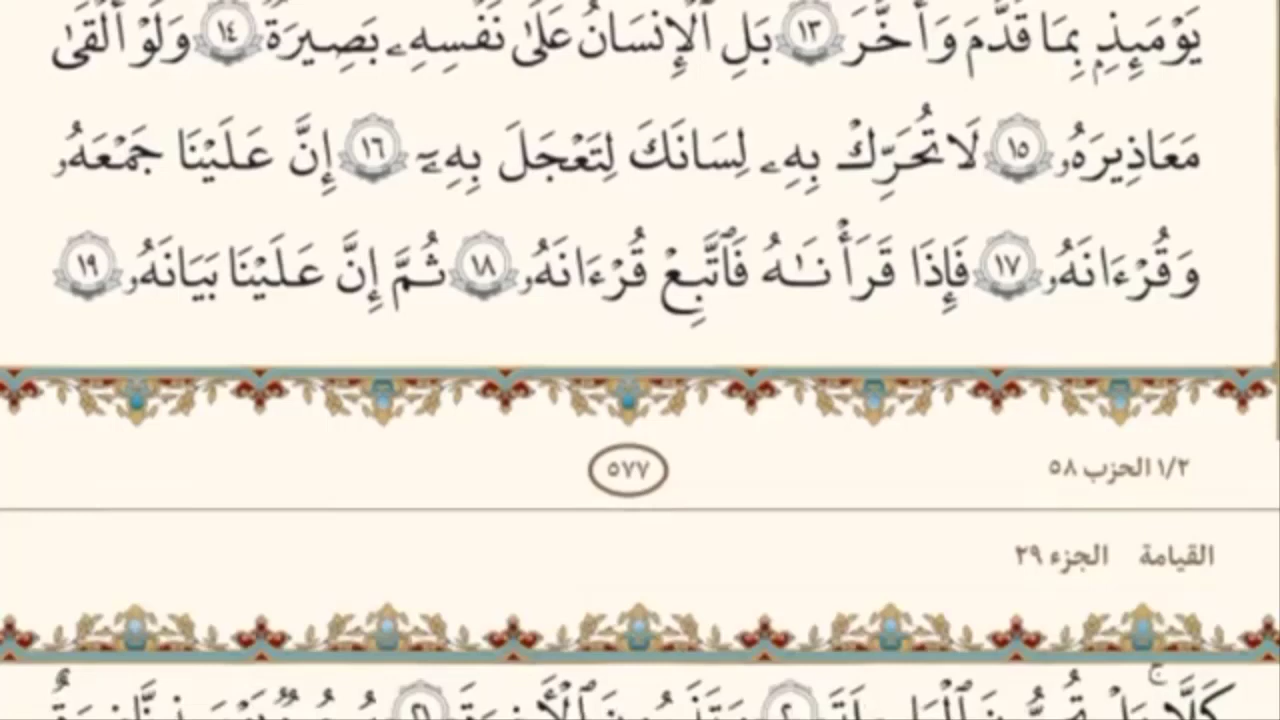 يَوْمَئِذٍۭ بِمَا قَدَّمَ وَأَخَّرَ ١٣ بَلِ ٱلْإِنسَٰنُ عَلَىٰ نَفْسِهِۦ بَصِيرَةٌ ١٤ وَلَوْ أَلْقَىٰ
مَعَاذِيرَهُۥ ١٥ لَا تُحَرِّكْ بِهِۦ لِسَانَكَ لِتَعْجَلَ بِهِۦٓ ١٦ إِنَّ عَلَيْنَا جَمْعَهُۥ
وَقُرْءَانَهُۥ ١٧ فَإِذَا قَرَأْنَٰهُ فَٱتَّبِعْ قُرْءَانَهُۥ ١٨ ثُمَّ إِنَّ عَلَيْنَا بَيَانَهُۥ ١٩
١/٢ الحزب ٥٨
٥٧٧
القيامة الجزء ٢٩
كَلَّا بَلْ